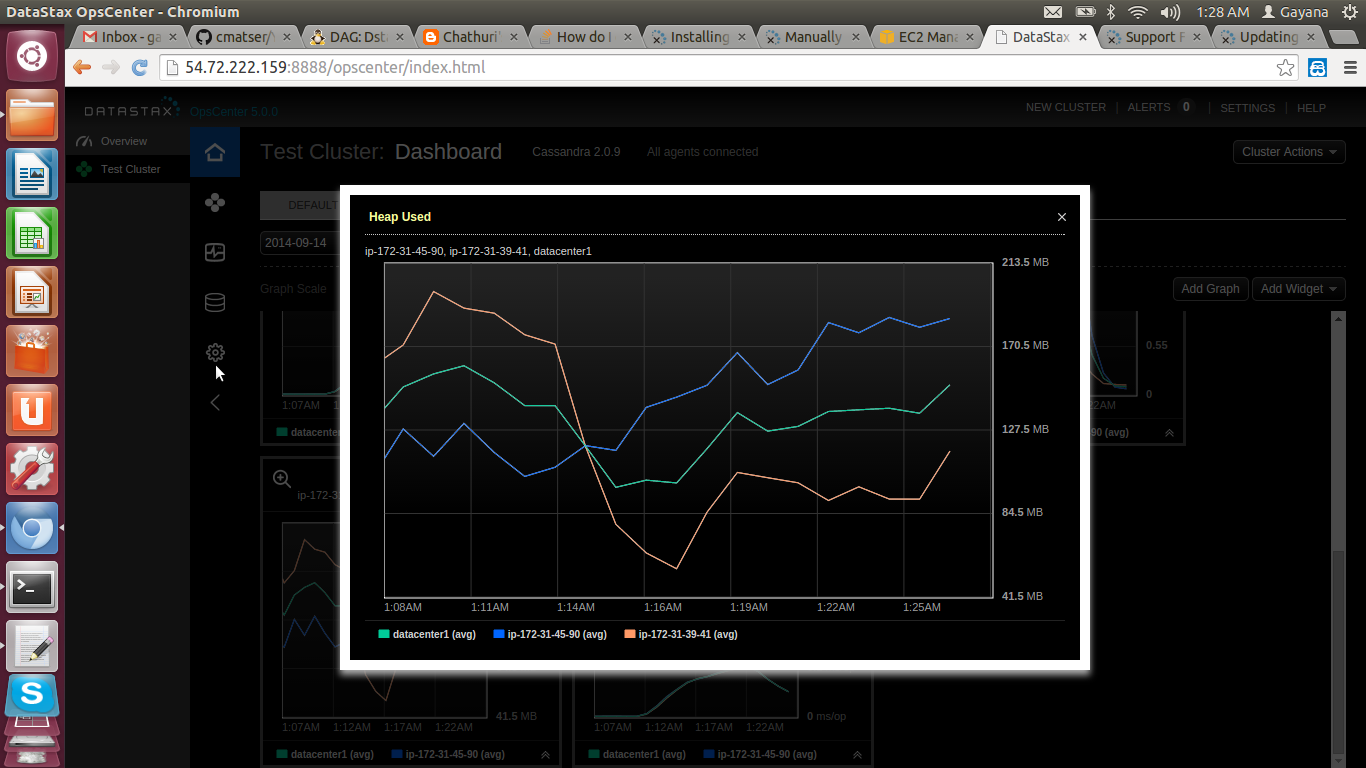 DataStax OpsCenter - Chromium
1:28 AM Gayana
Inbox - ga
cmatser/
DAG: Dsta
Chathuri'
How do I
Installing
Manually
EC2 Mana
DataStax
Support F
Updating
54.72.222.159:8888/opscenter/index.html
DATASTAX OpsCenter 5.0.0
NEW CLUSTER | ALERTS 0 | SETTINGS | HELP
Overview
Test Cluster
Test Cluster: Dashboard Cassandra 2.0.9 All agents connected
Cluster Actions
DEFAULT
2014-09-14
Graph Scale
Add Graph
Add Widget
Heap Used
ip-172-31-45-90, ip-172-31-39-41, datacenter1
213.5 MB
170.5 MB
127.5 MB
84.5 MB
41.5 MB
1:08AM 1:11AM 1:14AM 1:16AM 1:19AM 1:22AM 1:25AM
datacenter1 (avg) ip-172-31-45-90 (avg) ip-172-31-39-41 (avg)
1:07AM
datacenter1
0.55
0
22AM
90 (avg)
ip-172-3
41.5 MB
1:07AM 1:12AM 1:17AM 1:22AM
datacenter1 (avg) ip-172-31-45-90 (avg)
0 ms/op
1:07AM 1:12AM 1:17AM 1:22AM
datacenter1 (avg) ip-172-31-45-90 (avg)